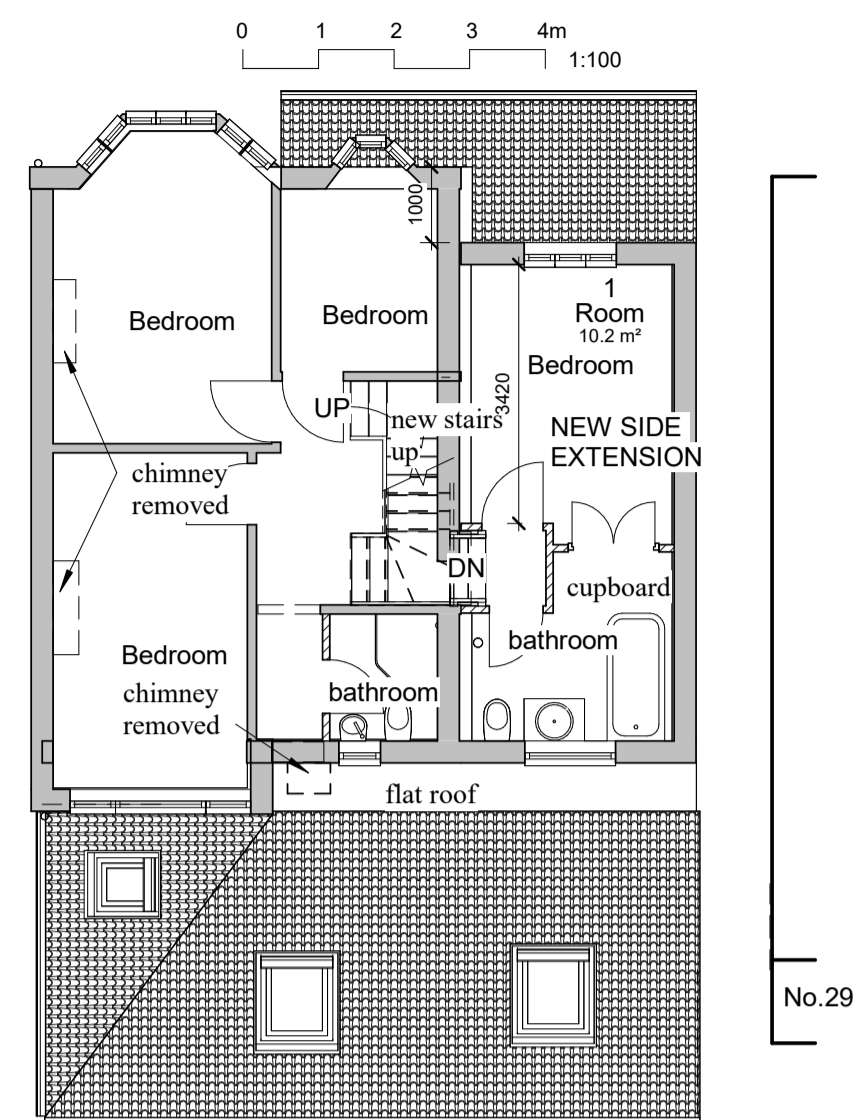 0 1 2 3 4m
1:100
1000
Bedroom
Bedroom
1
Room
10.2 m²
Bedroom
3420
UP
new stairs
up
NEW SIDE
EXTENSION
chimney
removed
DN
cupboard
bathroom
Bedroom
bathroom
chimney
removed
flat roof
No.29